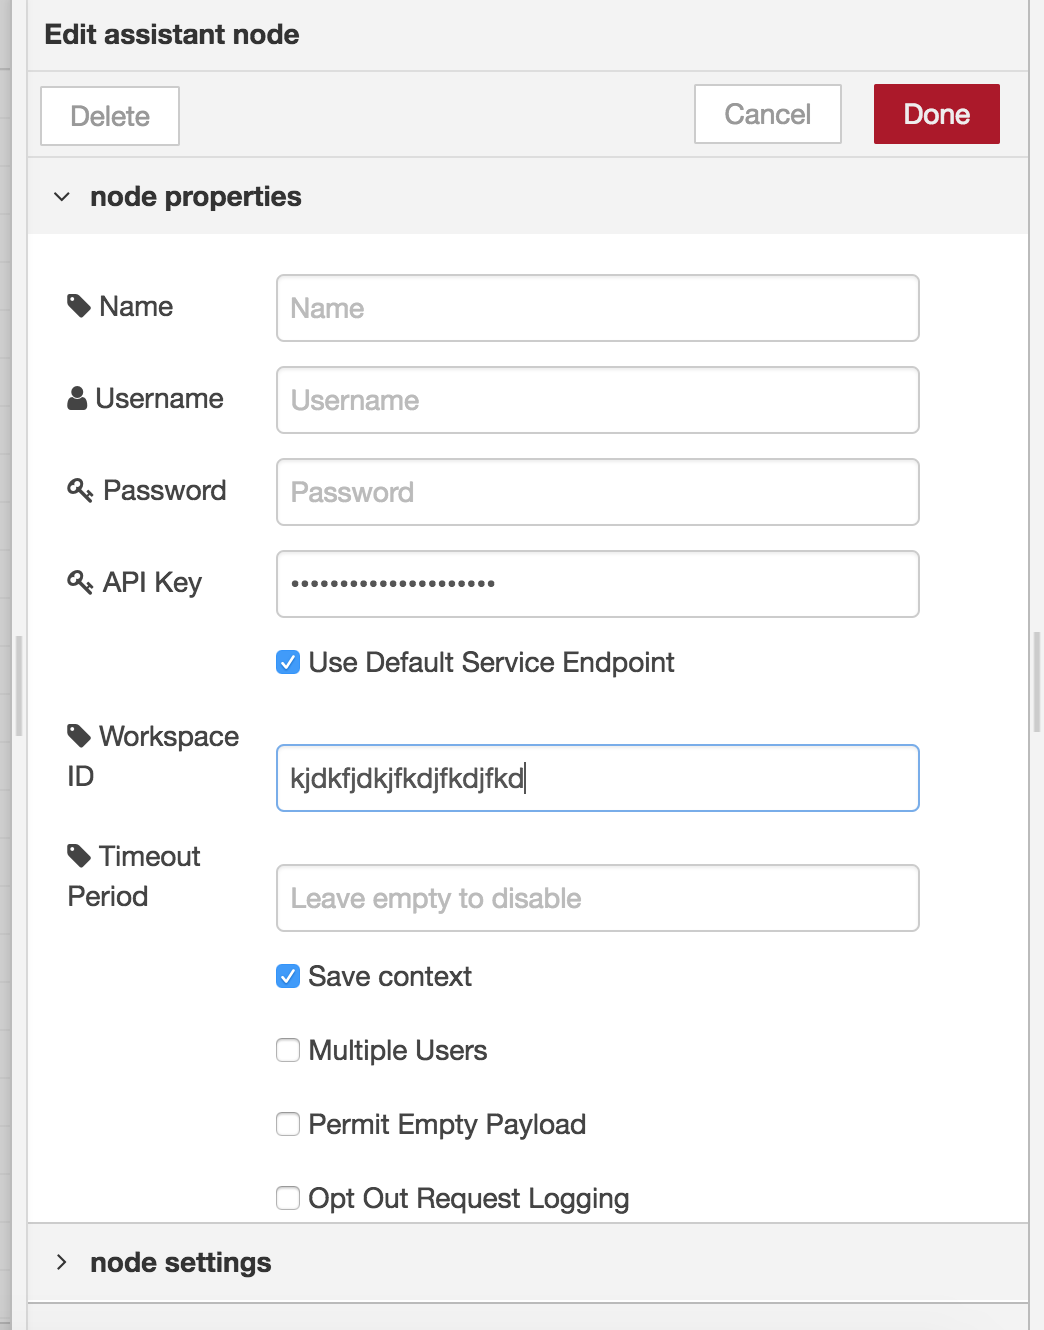 Edit assistant node
Delete
Cancel
Done
node properties
Name
Name
Username
Username
Password
Password
API Key
•••••••••••••••••••••
Use Default Service Endpoint
Workspace
ID
kjdkfjdkjfkdjfkdjfkd
Timeout
Period
Leave empty to disable
Save context
Multiple Users
Permit Empty Payload
Opt Out Request Logging
node settings